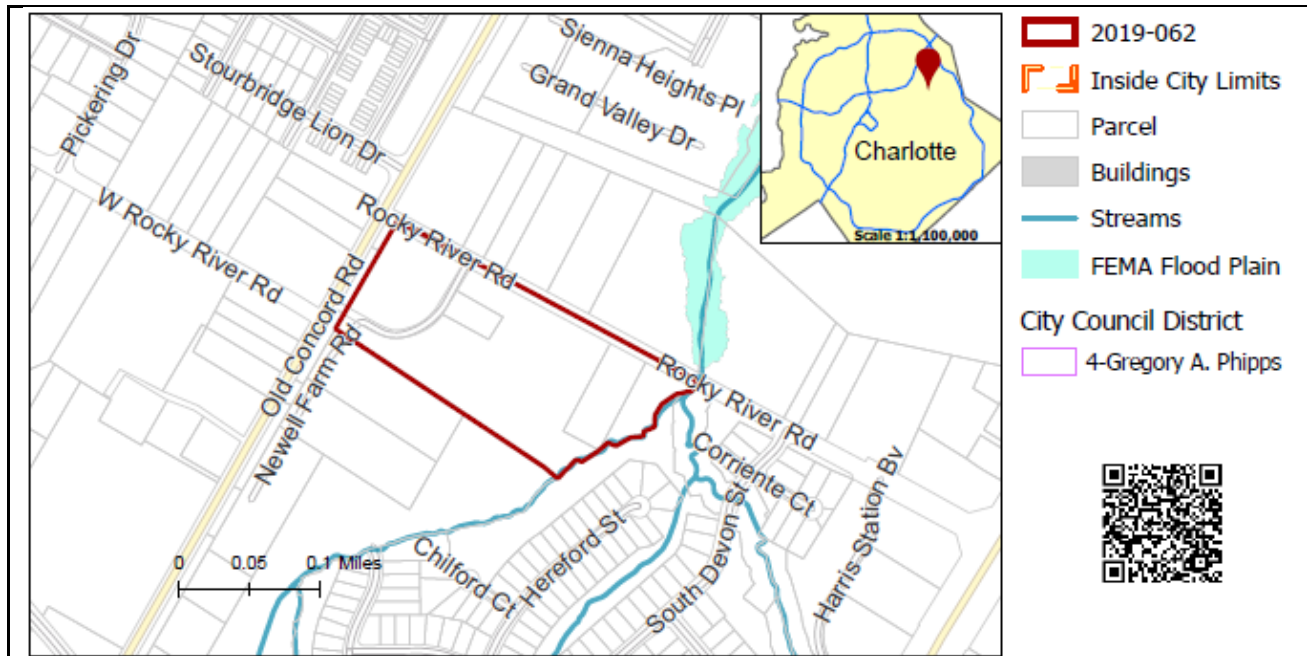 Sienna Heights Pl
Grand Valley Dr
Pickering Dr
Stourbridge Lion Dr
W Rocky River Rd
Rocky River Rd
Old Concord Rd
Newell Farm Rd
Rocky River Rd
Corriente Ct
Chilford Ct
Hereford St
South Devon St
Harris Station Bv
0 0.05 0.1 Miles
Charlotte
Scale 1:1,100,000
2019-062
Inside City Limits
Parcel
Buildings
Streams
FEMA Flood Plain
City Council District
4-Gregory A. Phipps